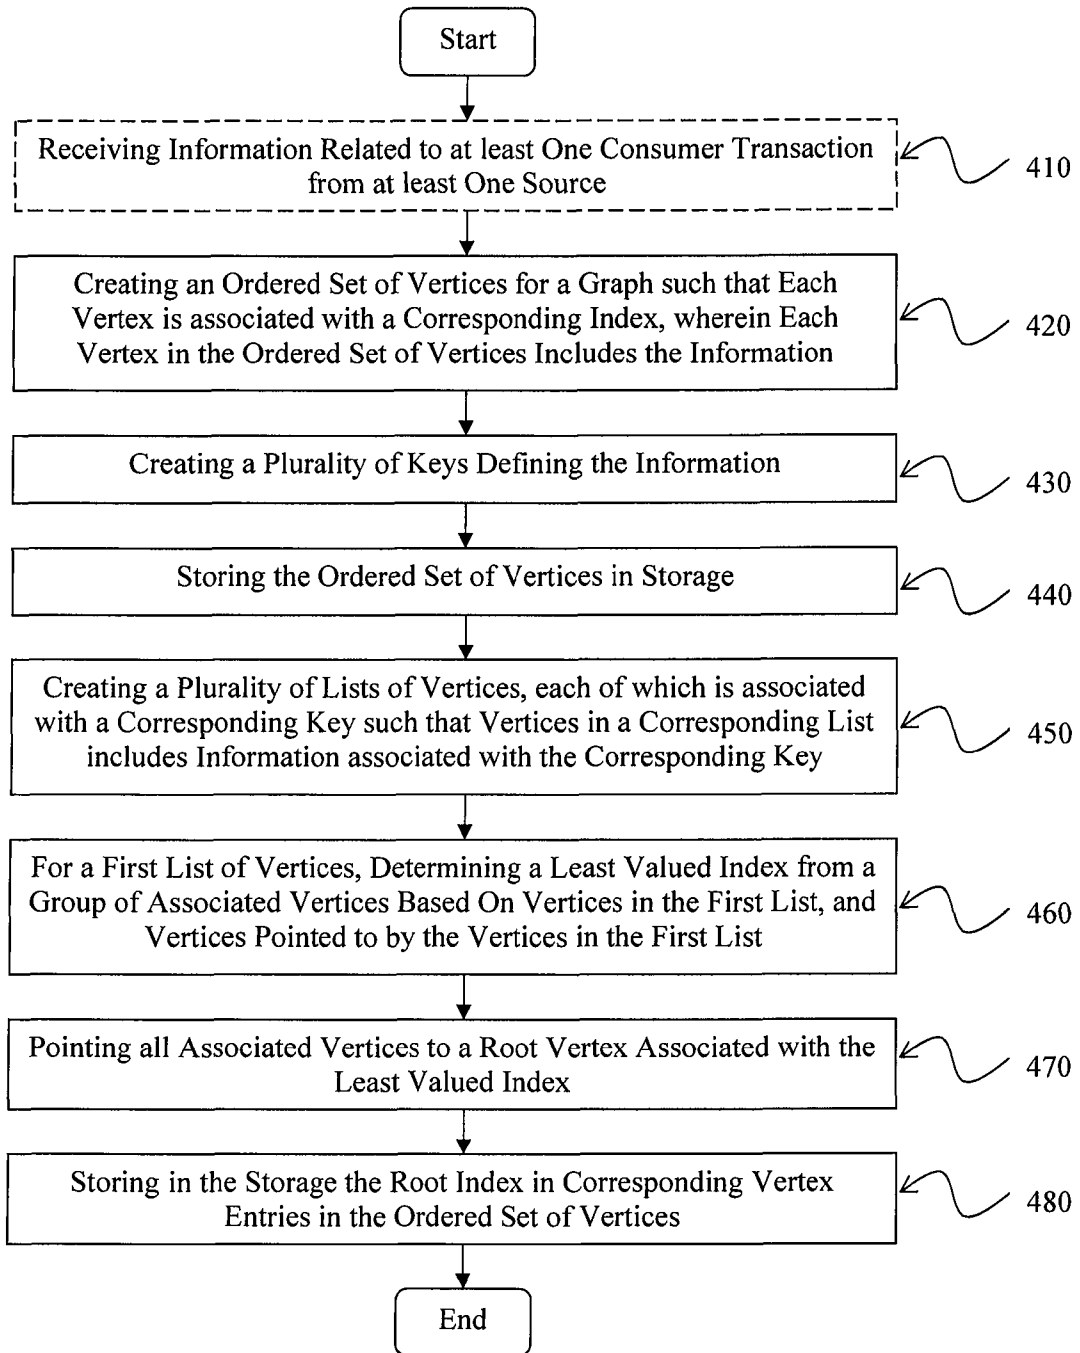 Start
Receiving Information Related to at least One Consumer Transaction
from at least One Source
410
Creating an Ordered Set of Vertices for a Graph such that Each
Vertex is associated with a Corresponding Index, wherein Each
Vertex in the Ordered Set of Vertices Includes the Information
420
Creating a Plurality of Keys Defining the Information
430
Storing the Ordered Set of Vertices in Storage
440
Creating a Plurality of Lists of Vertices, each of which is associated
with a Corresponding Key such that Vertices in a Corresponding List
includes Information associated with the Corresponding Key
450
For a First List of Vertices, Determining a Least Valued Index from a
Group of Associated Vertices Based On Vertices in the First List, and
Vertices Pointed to by the Vertices in the First List
460
Pointing all Associated Vertices to a Root Vertex Associated with the
Least Valued Index
470
Storing in the Storage the Root Index in Corresponding Vertex
Entries in the Ordered Set of Vertices
480
End